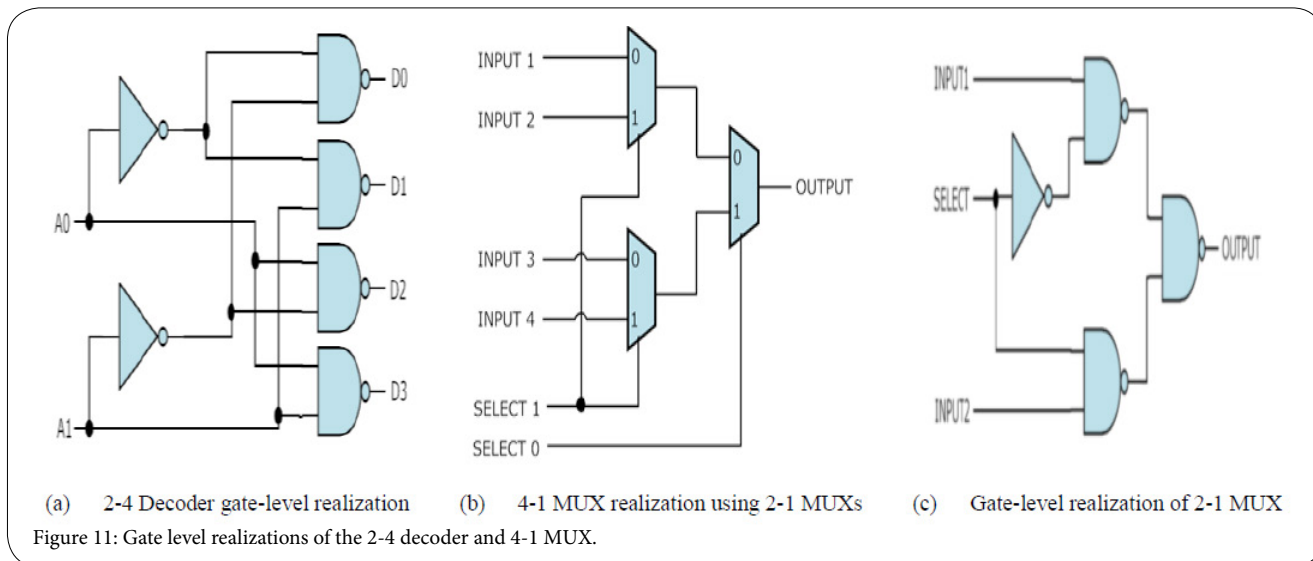 A0
A1
D0
D1
D2
D3
INPUT 1
INPUT 2
INPUT 3
INPUT 4
SELECT 1
SELECT 0
0
1
0
1
0
1
OUTPUT
INPUT1
SELECT
INPUT2
OUTPUT
(a) 2-4 Decoder gate-level realization
(b) 4-1 MUX realization using 2-1 MUXs
(c) Gate-level realization of 2-1 MUX
Figure 11: Gate level realizations of the 2-4 decoder and 4-1 MUX.